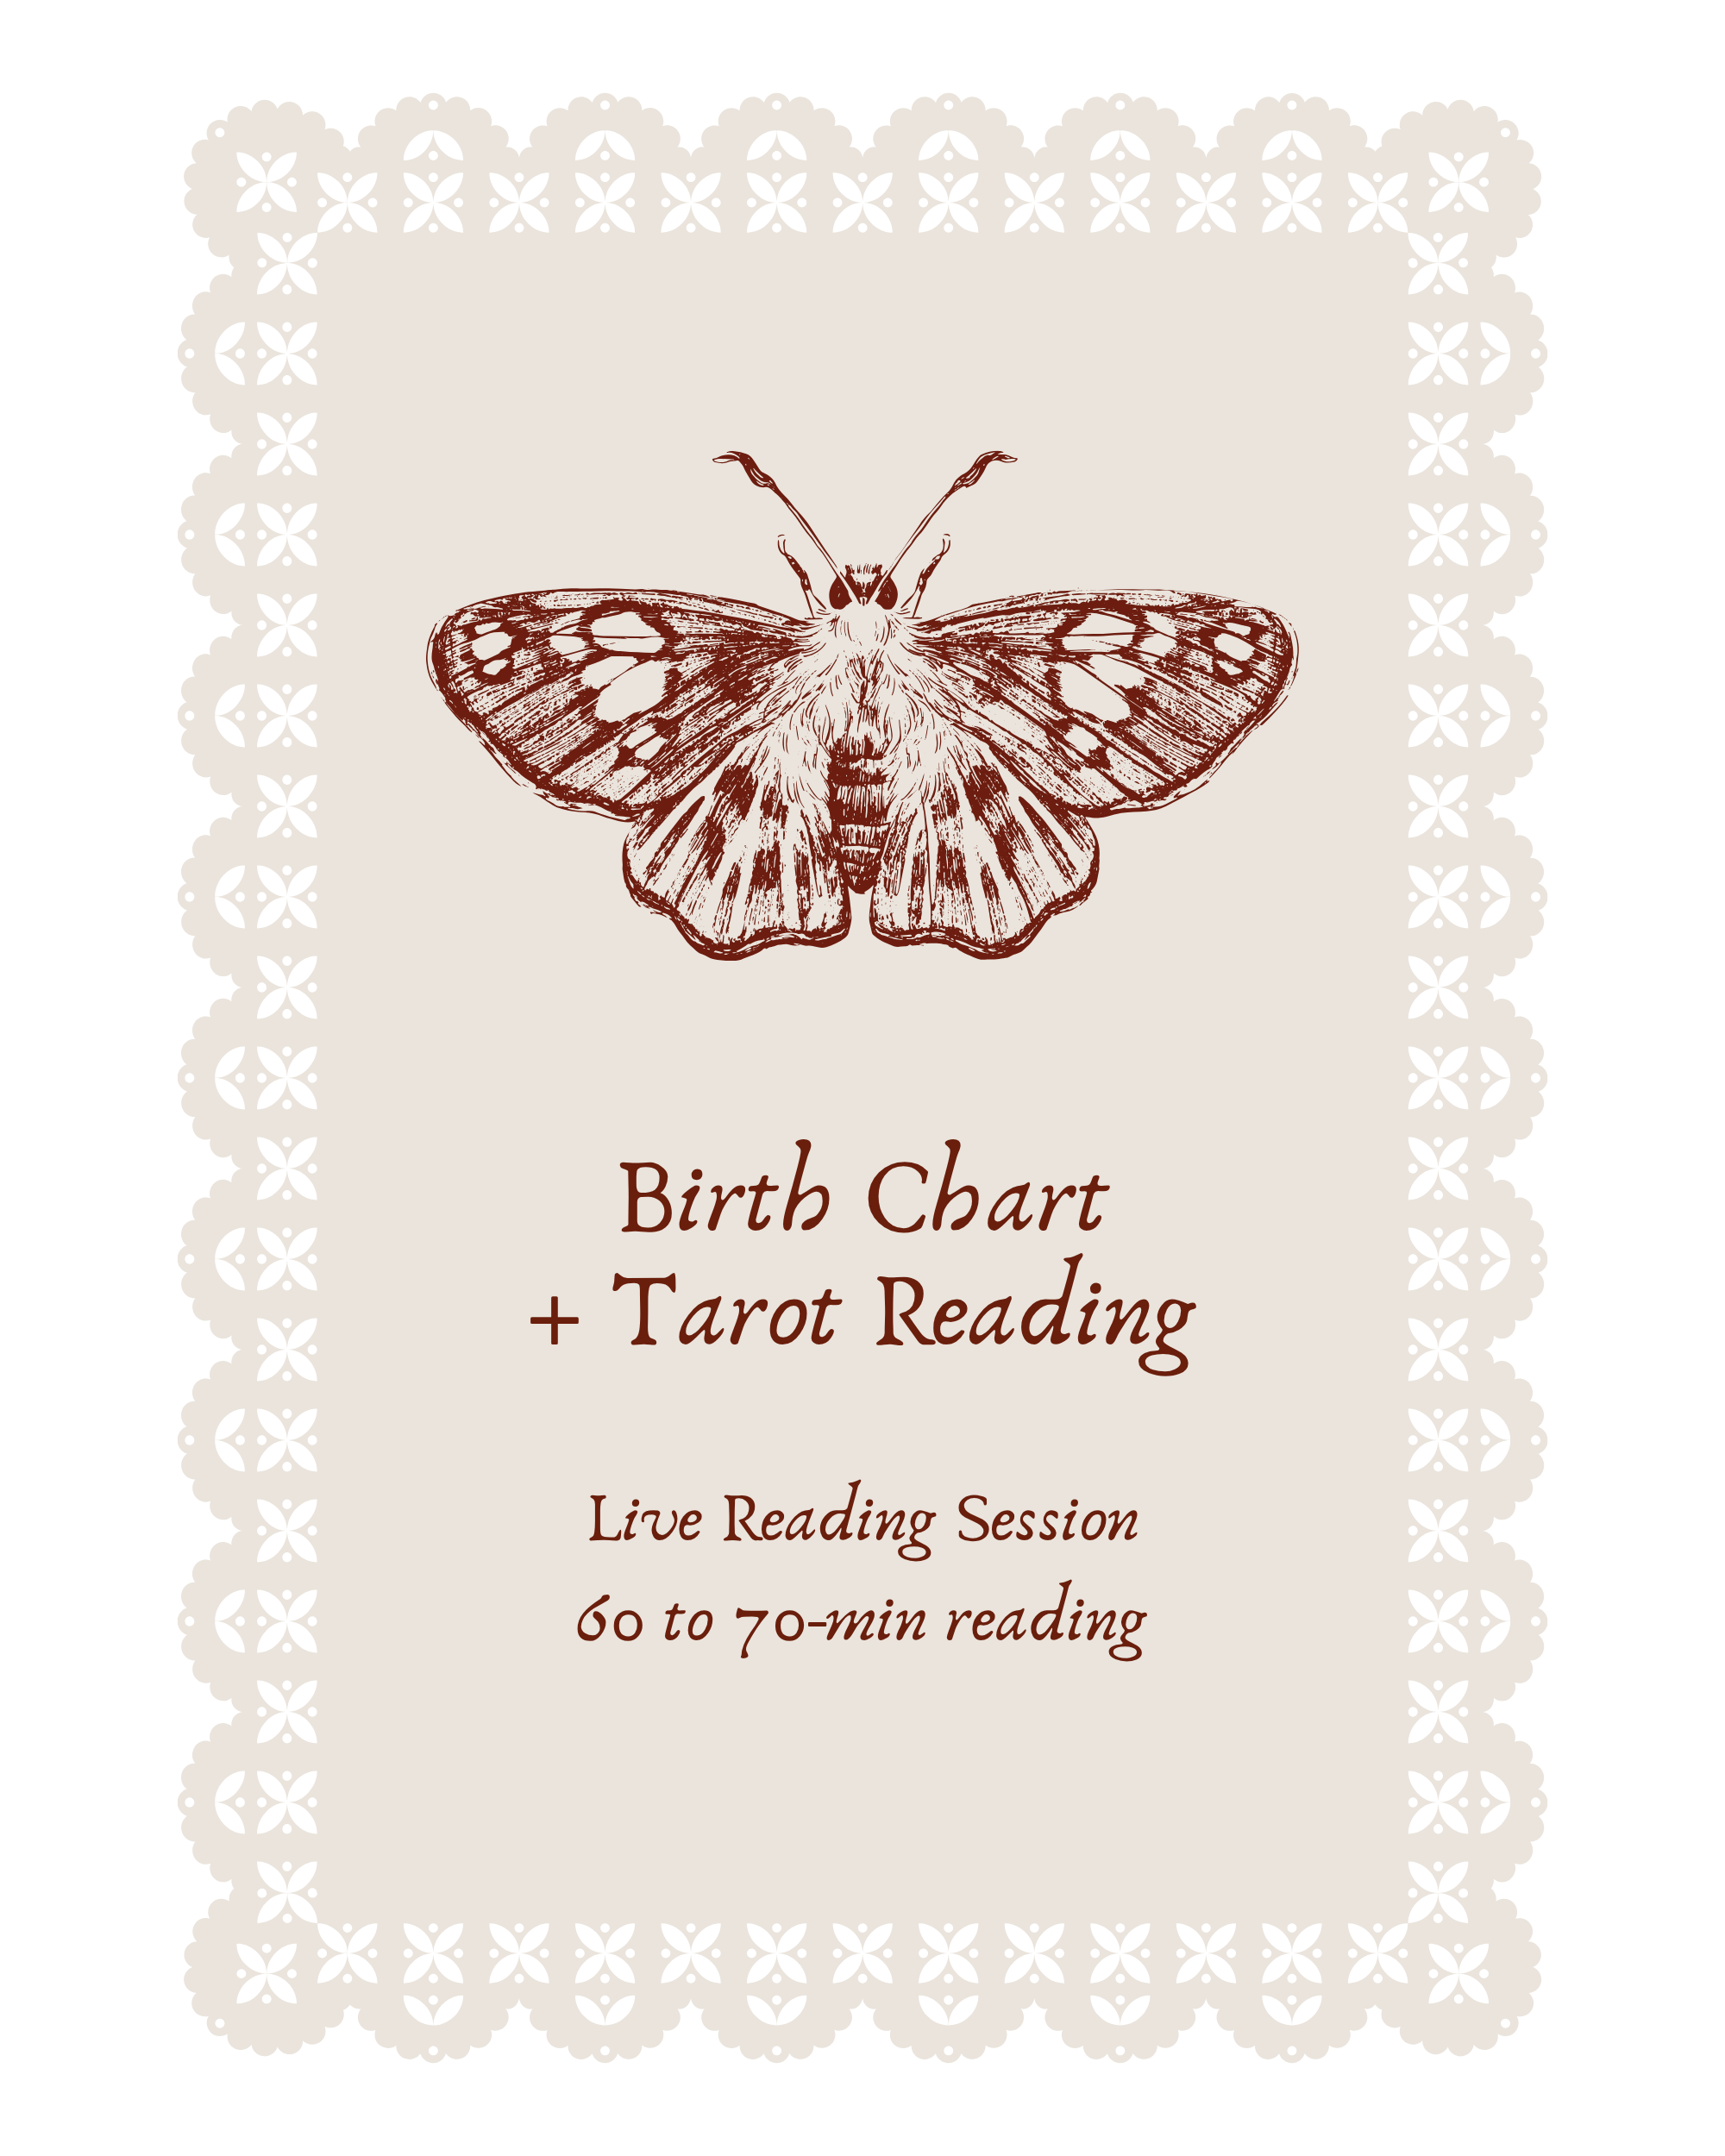 Birth Chart
+ Tarot Reading
Live Reading Session
60 to 70-min reading